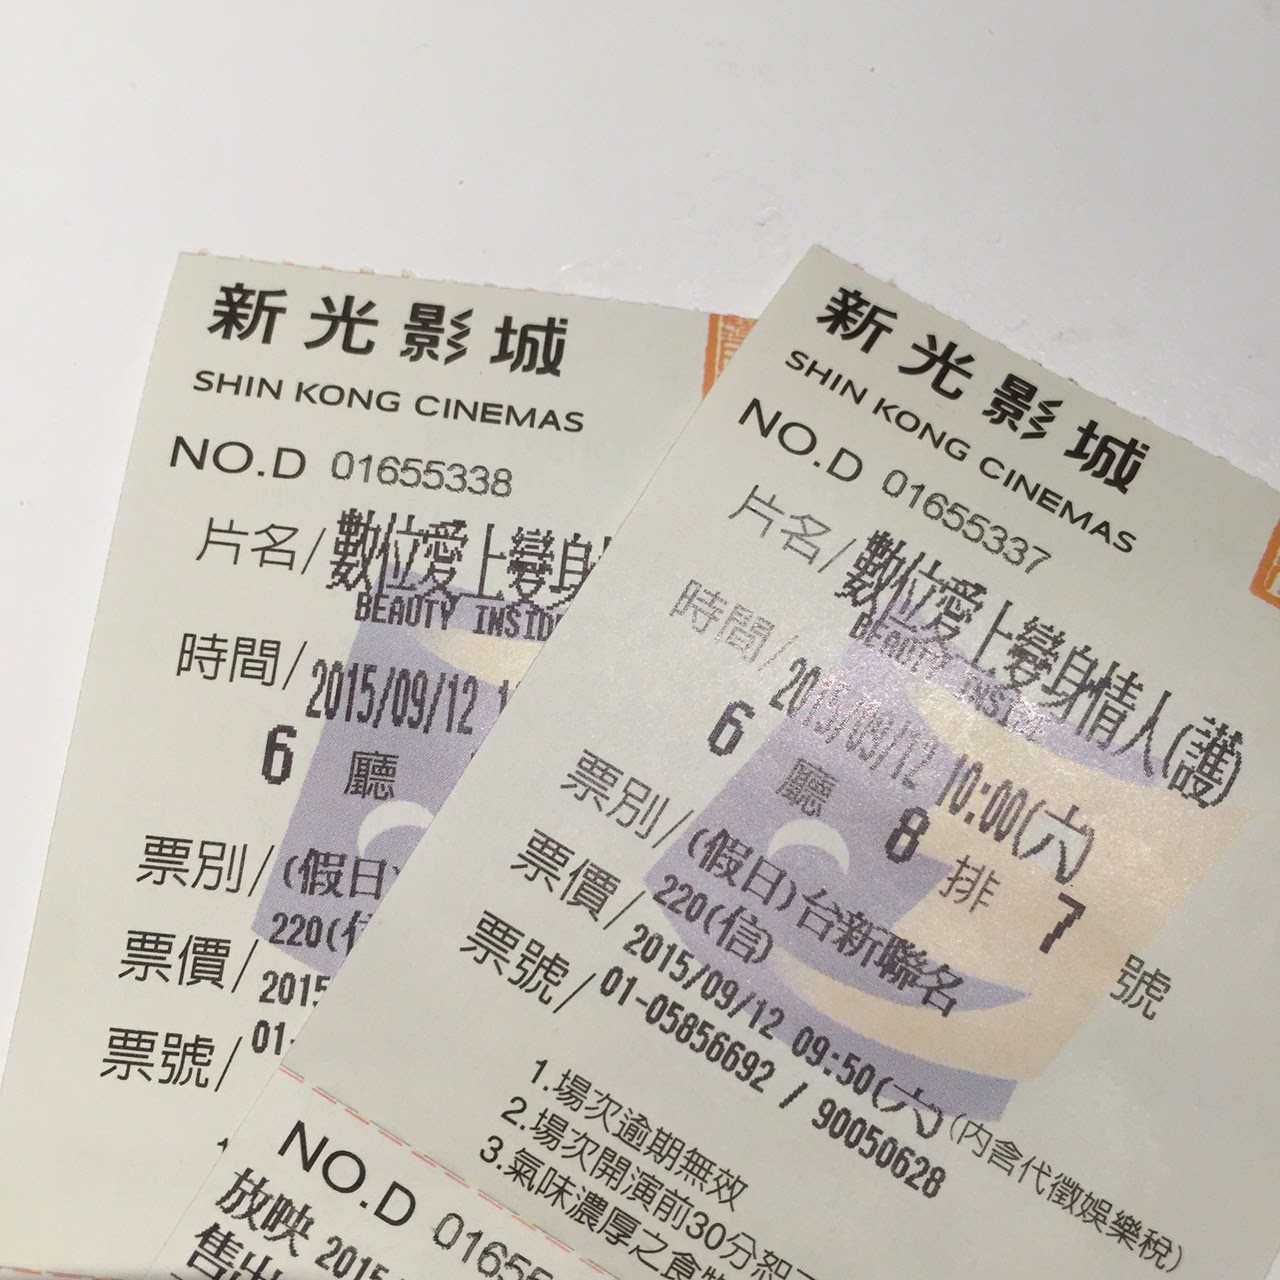 新光影城
SHIN KONG CINEMAS
NO.D 01655338
片名/數位愛上變身
BEAUTY INSID
時間/2015/09/12 1
6 廳
票別/(假日)
票價/220(信
2015
票號/01-
新光影城
SHIN KONG CINEMAS
NO.D 01655337
片名/數位愛上變身情人(護)
BEAUTY INSIDE
時間/2015/09/12 10:00(六)
6 廳 8 排 7 號
票別/(假日)台新聯名
票價/220(信)
2015/09/12 09:50(六)(內含代徵娛樂稅)
票號/01-05856692 / 90050628
1.場次逾期無效
2.場次開演前30分恕
3.氣味濃厚之食
NO.D 0165
放映 2015
售出